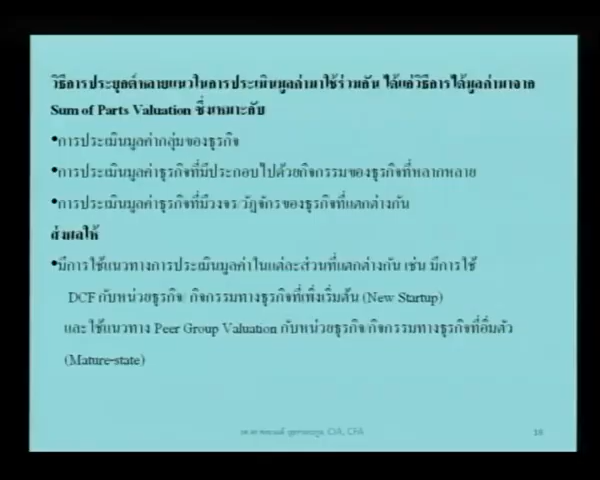 วิธีการประยุกต์หลายแนวในการประเมินมูลค่ามาใช้ร่วมกัน ได้แก่วิธีการได้มูลค่ามาจาก
Sum of Parts Valuation ซึ่งเหมาะกับ
•การประเมินมูลค่ากลุ่มของธุรกิจ
•การประเมินมูลค่าธุรกิจที่มีประกอบไปด้วยกิจกรรมของธุรกิจที่หลากหลาย
•การประเมินมูลค่าธุรกิจที่มีวงจร/วัฏจักรของธุรกิจที่แตกต่างกัน
ส่งผลให้
•มีการใช้แนวทางการประเมินมูลค่าในแต่ละส่วนที่แตกต่างกัน เช่น มีการใช้
DCF กับหน่วยธุรกิจ/ กิจกรรมทางธุรกิจที่เพิ่งเริ่มต้น (New Startup)
และ ใช้แนวทาง Peer Group Valuation กับหน่วยธุรกิจ/กิจกรรมทางธุรกิจที่อิ่มตัว
(Mature-state)
CIA, CFA